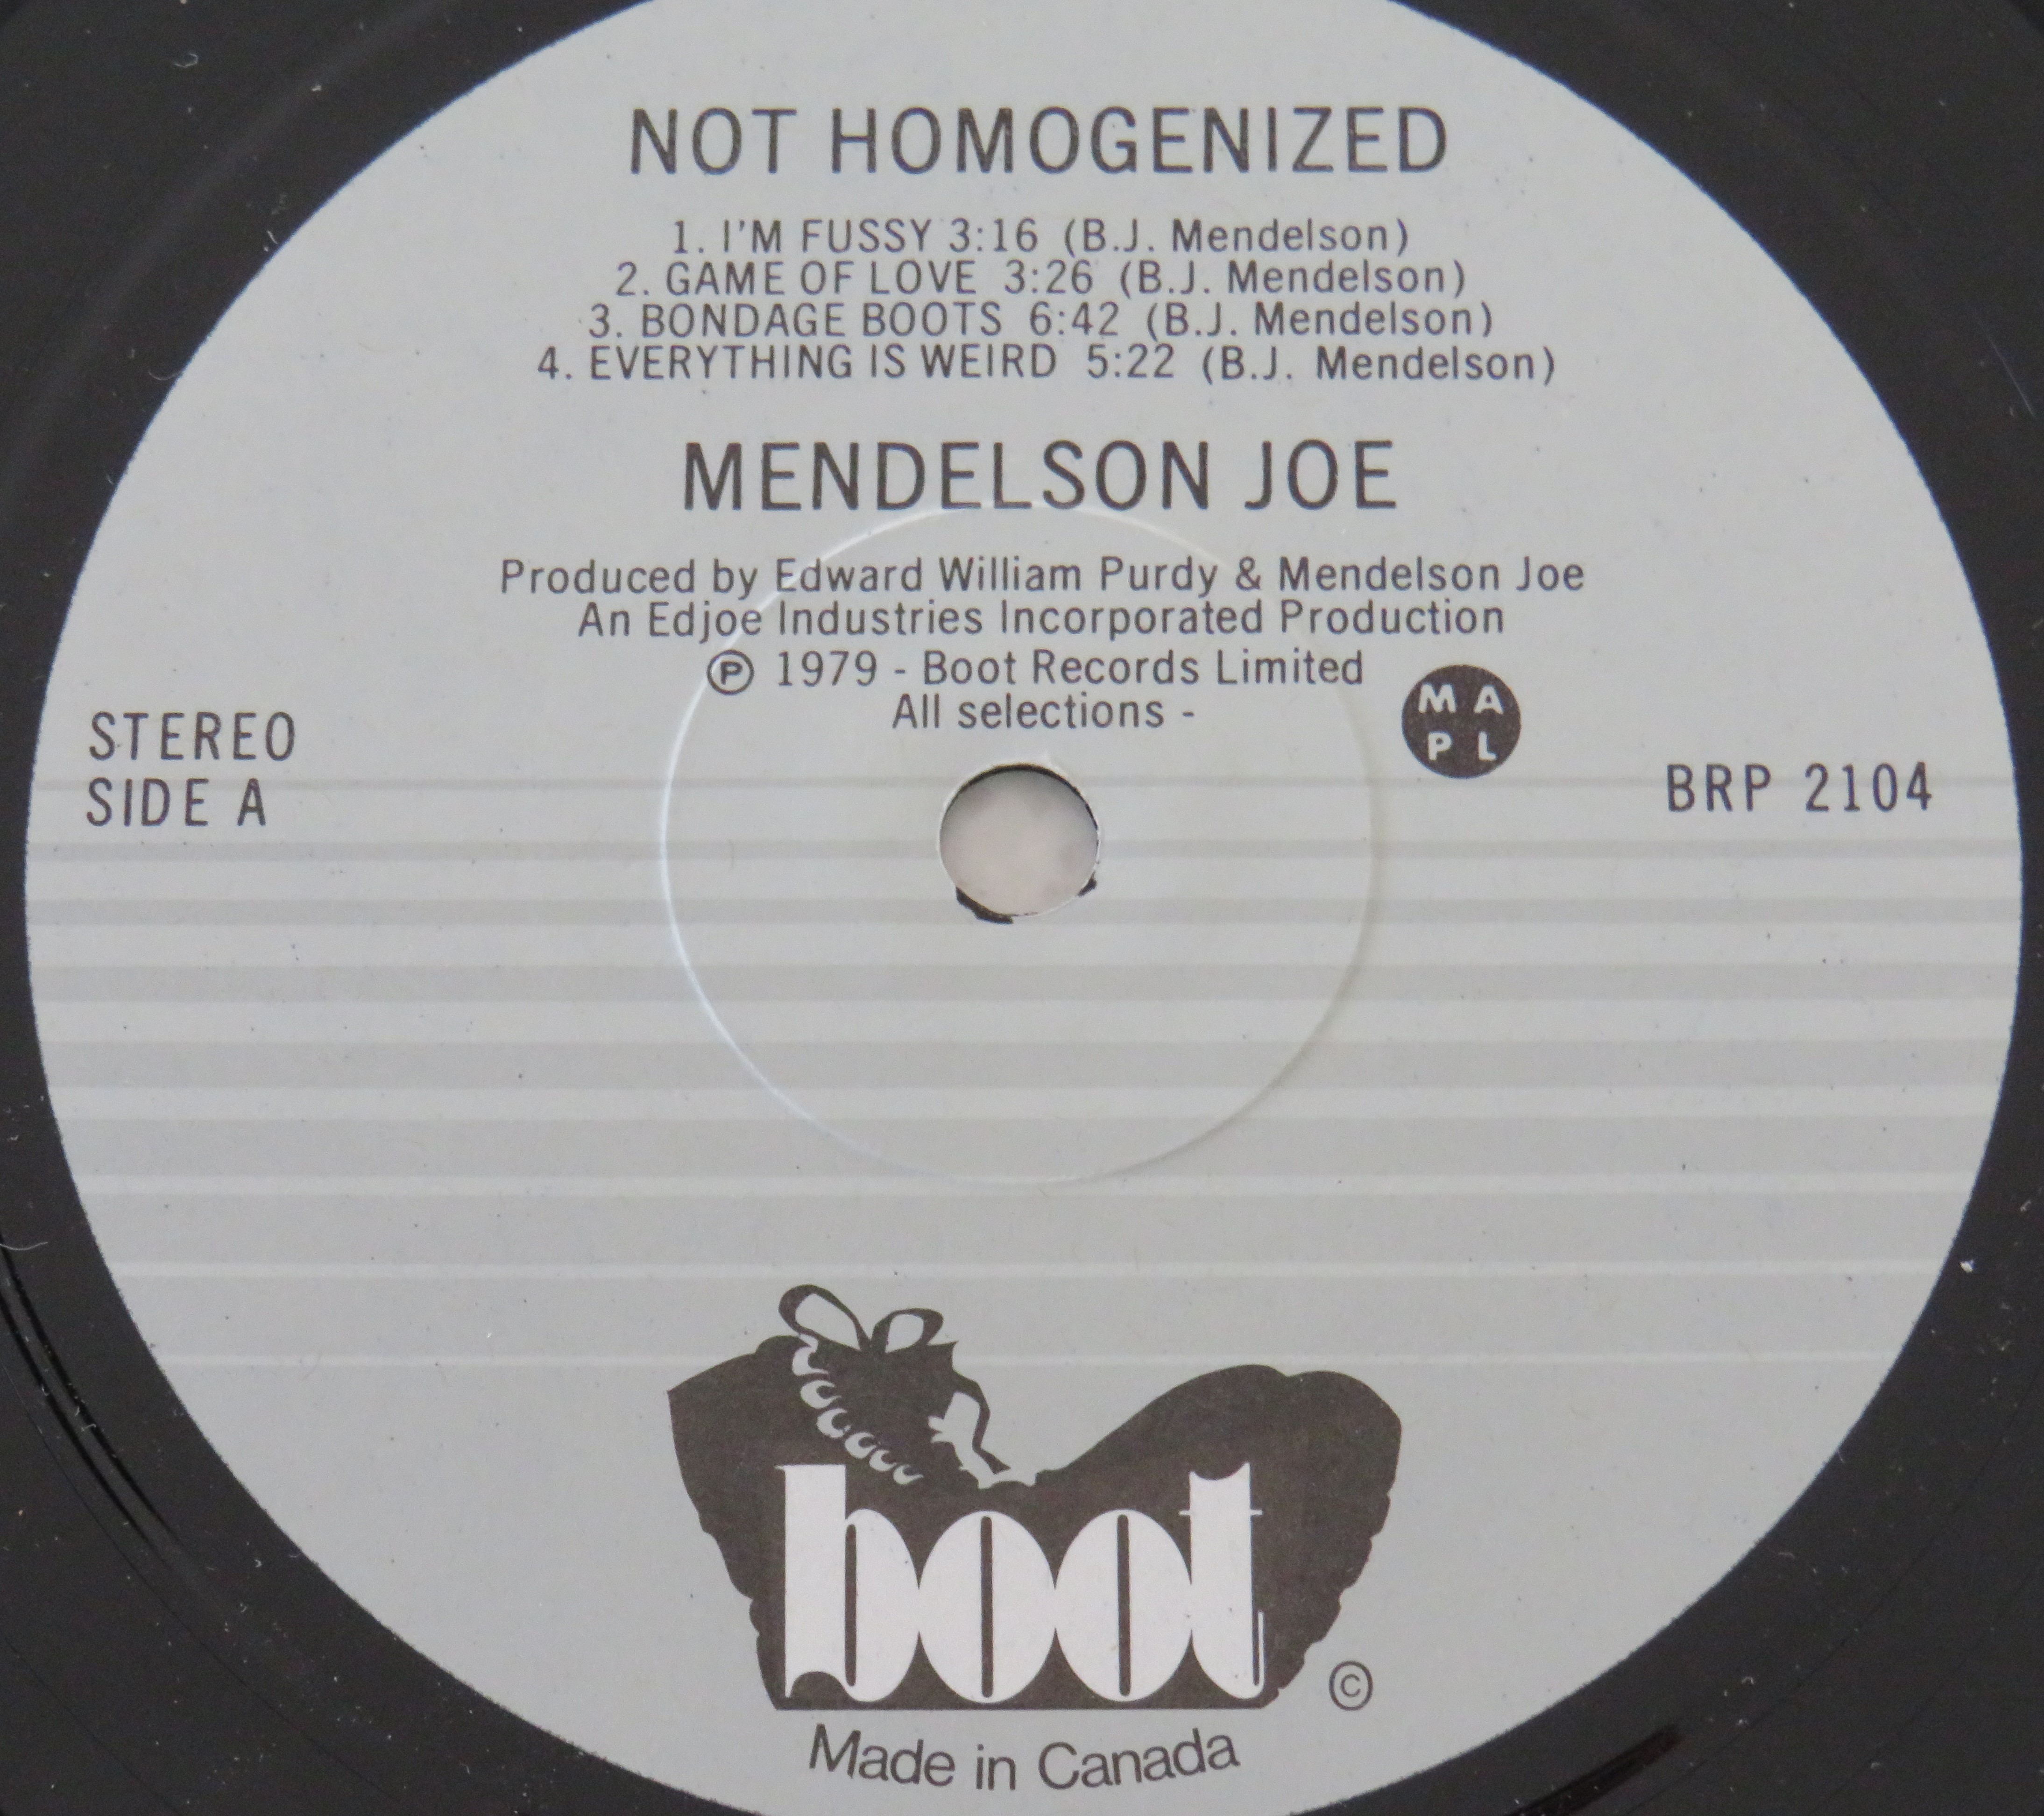 NOT HOMOGENIZED
1. I'M FUSSY 3:16 (B.J. Mendelson)
2. GAME OF LOVE 3:26 (B.J. Mendelson)
3. BONDAGE BOOTS 6:42 (B.J. Mendelson)
4. EVERYTHING IS WEIRD 5:22 (B.J. Mendelson)
MENDELSON JOE
Produced by Edward William Purdy & Mendelson Joe
An Edjoe Industries Incorporated Production
℗ 1979 - Boot Records Limited
All selections -
M A
P L
STEREO
SIDE A
BRP 2104
boot
©
Made in Canada